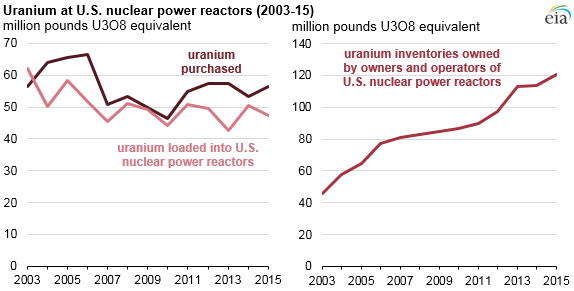 Uranium at U.S. nuclear power reactors (2003-15)
million pounds U3O8 equivalent
million pounds U3O8 equivalent
eia
70
60
50
40
30
20
10
0
uranium
purchased
uranium loaded into U.S.
nuclear power reactors
2003
2005
2007
2009
2011
2013
2015
140
120
100
80
60
40
20
0
uranium inventories owned
by owners and operators of
U.S. nuclear power reactors
2003
2005
2007
2009
2011
2013
2015